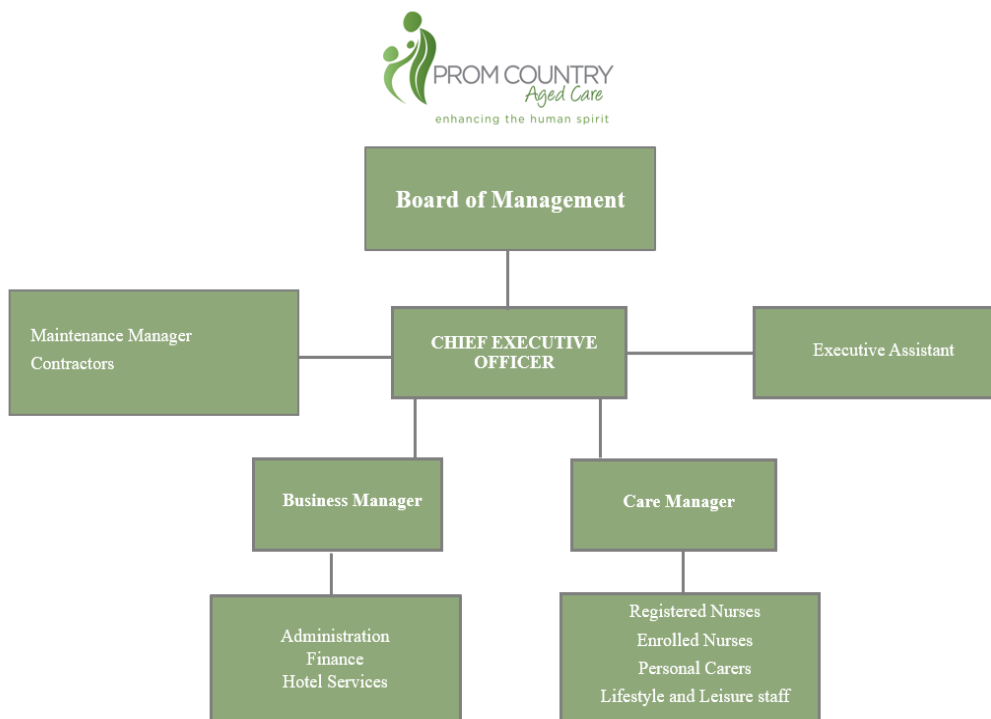 PROM COUNTRY
Aged Care
enhancing the human spirit
Board of Management
Maintenance Manager
Contractors
CHIEF EXECUTIVE
OFFICER
Executive Assistant
Business Manager
Care Manager
Administration
Finance
Hotel Services
Registered Nurses
Enrolled Nurses
Personal Carers
Lifestyle and Leisure staff